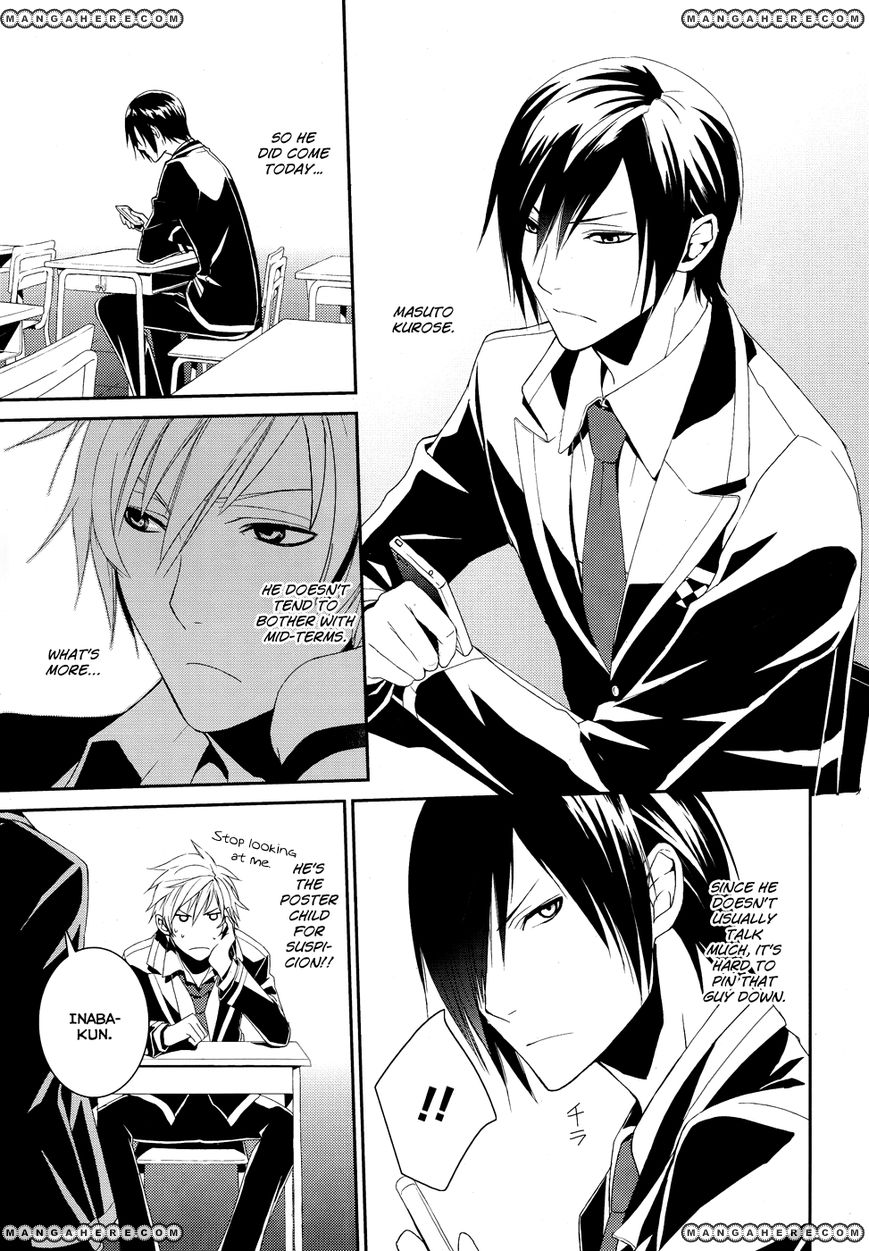 MANGAHERE.COM
MANGAHERE.COM
MASUTO
KUROSE.
SO HE
DID COME
TODAY...
HE DOESN'T
TEND TO
BOTHER WITH
MID-TERMS.
WHAT'S
MORE...
SINCE HE
DOESN'T
USUALLY
TALK
MUCH, IT'S
HARD TO
PIN THAT
GUY DOWN.
チラ
!!
Stop looking
at me.
HE'S
THE
POSTER
CHILD
FOR
SUSPI-
CION!!
INABA-
KUN.
MANGAHERE.COM
MANGAHERE.COM